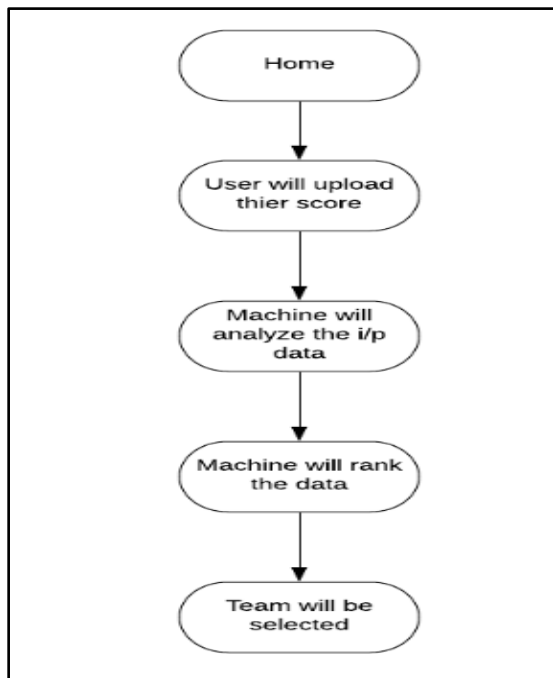 Home
User will upload
thier score
Machine will
analyze the i/p
data
Machine will rank
the data
Team will be
selected